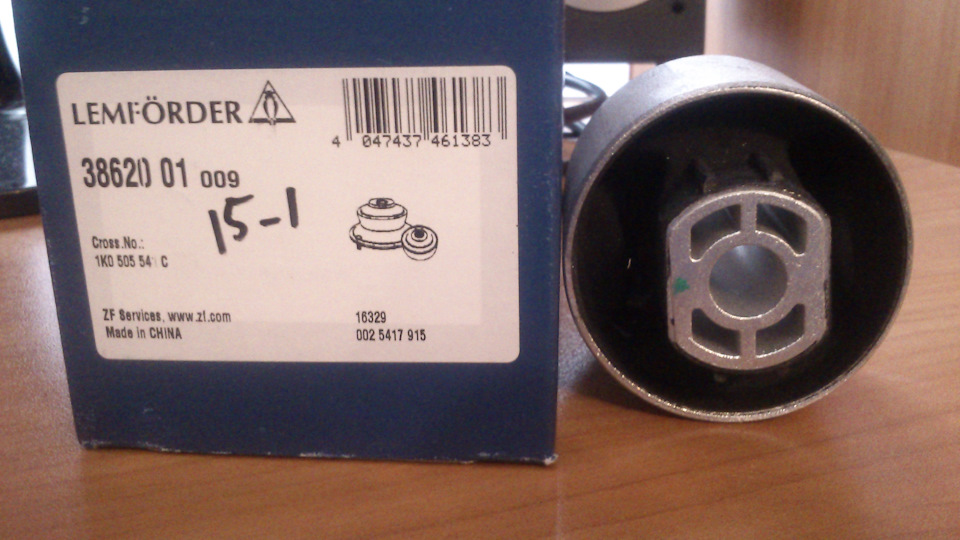 LEMFÖRDER
4 047437 461383
38620 01 009
15-1
Cross.No.:
1K0 505 541 C
ZF Services, www.zf.com
Made in CHINA
16329
002 5417 915